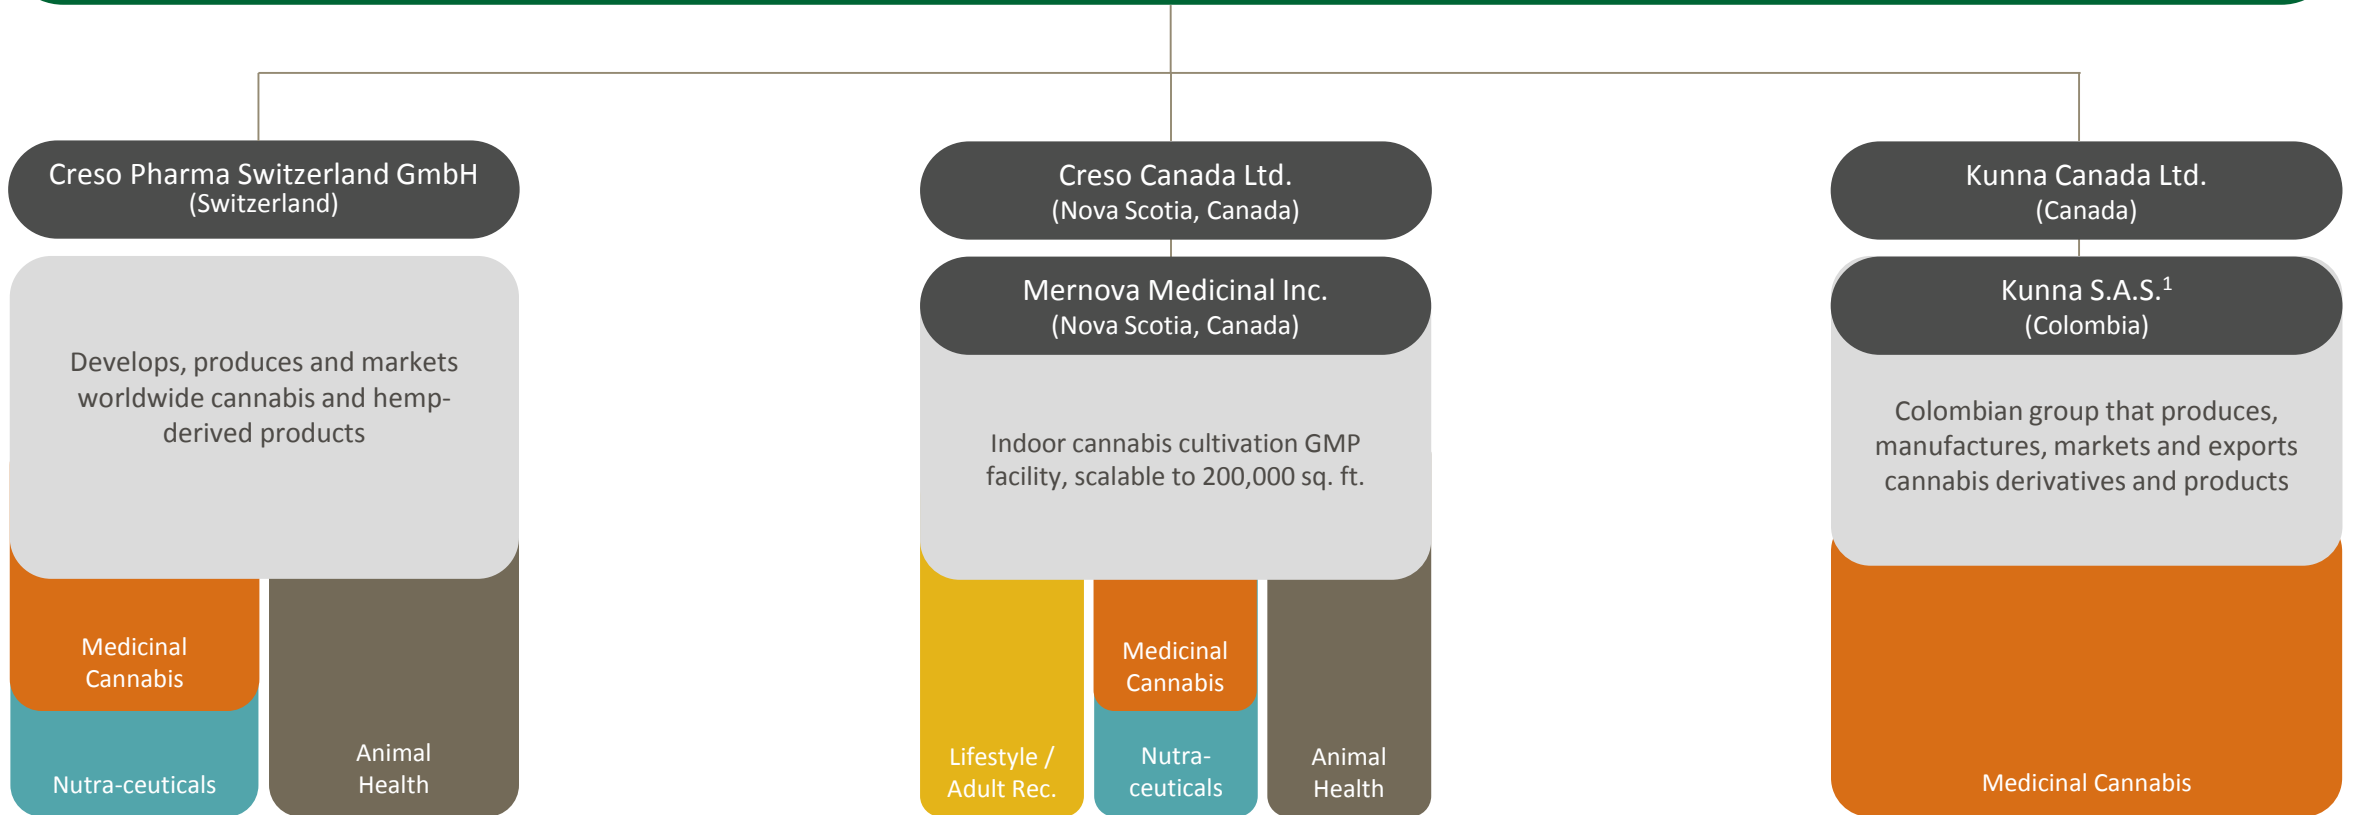 Creso Pharma Switzerland GmbH
(Switzerland)
Develops, produces and markets
worldwide cannabis and hemp-
derived products
Medicinal
Cannabis
Nutra-ceuticals
Animal
Health
Creso Canada Ltd.
(Nova Scotia, Canada)
Mernova Medicinal Inc.
(Nova Scotia, Canada)
Indoor cannabis cultivation GMP
facility, scalable to 200,000 sq. ft.
Lifestyle /
Adult Rec.
Medicinal
Cannabis
Nutra-
ceuticals
Animal
Health
Kunna Canada Ltd.
(Canada)
Kunna S.A.S.¹
(Colombia)
Colombian group that produces,
manufactures, markets and exports
cannabis derivatives and products
Medicinal Cannabis